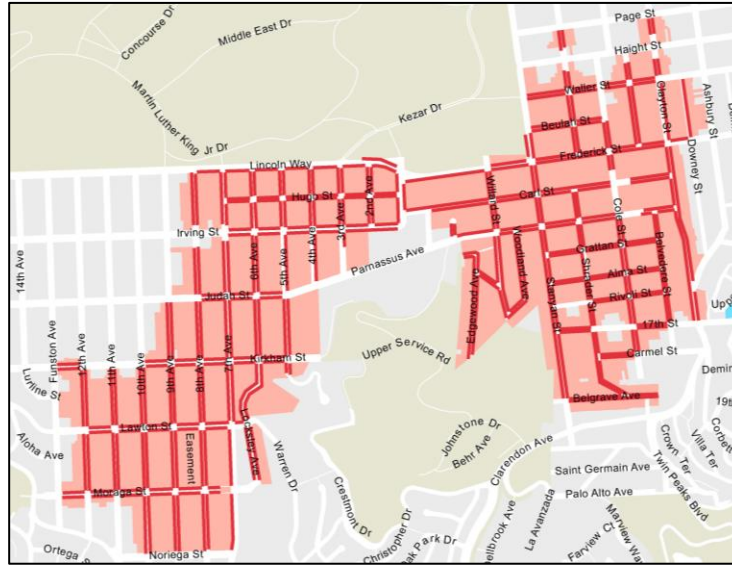 Page St
Concourse Dr
Middle East Dr
Haight St
Martin Luther King
Jr Dr
Kezar Dr
Waller St
Clayton St
Ashbury St
Beulah St
Lincoln Way
Frederick St
Downey St
Hugo St
2nd Ave
Willard St
Carl St
Irving St
3rd Ave
4th Ave
5th Ave
6th Ave
Woodland Ave
Cole St
14th Ave
Parnassus Ave
Grattan St
Belvedere St
Edgewood Ave
Shrader St
Alma St
Stanyan St
Rivoli St
Judah St
17th St
Upper Service Rd
Carmel St
Funston Ave
12th Ave
11th Ave
10th Ave
9th Ave
8th Ave
7th Ave
Kirkham St
Lurline St
Belgrave Ave
Aloha Ave
Lawton St
Easement
Locksley Ave
Warren Dr
Johnstone Dr
Behr Ave
Clarendon Ave
Crown Ter
Villa Ter
Saint Germain Ave
Twin Peaks Blvd
Moraga St
Crestmont Dr
Palo Alto Ave
La Avanzada
Christopher Dr
Farview Ct
Noriega St